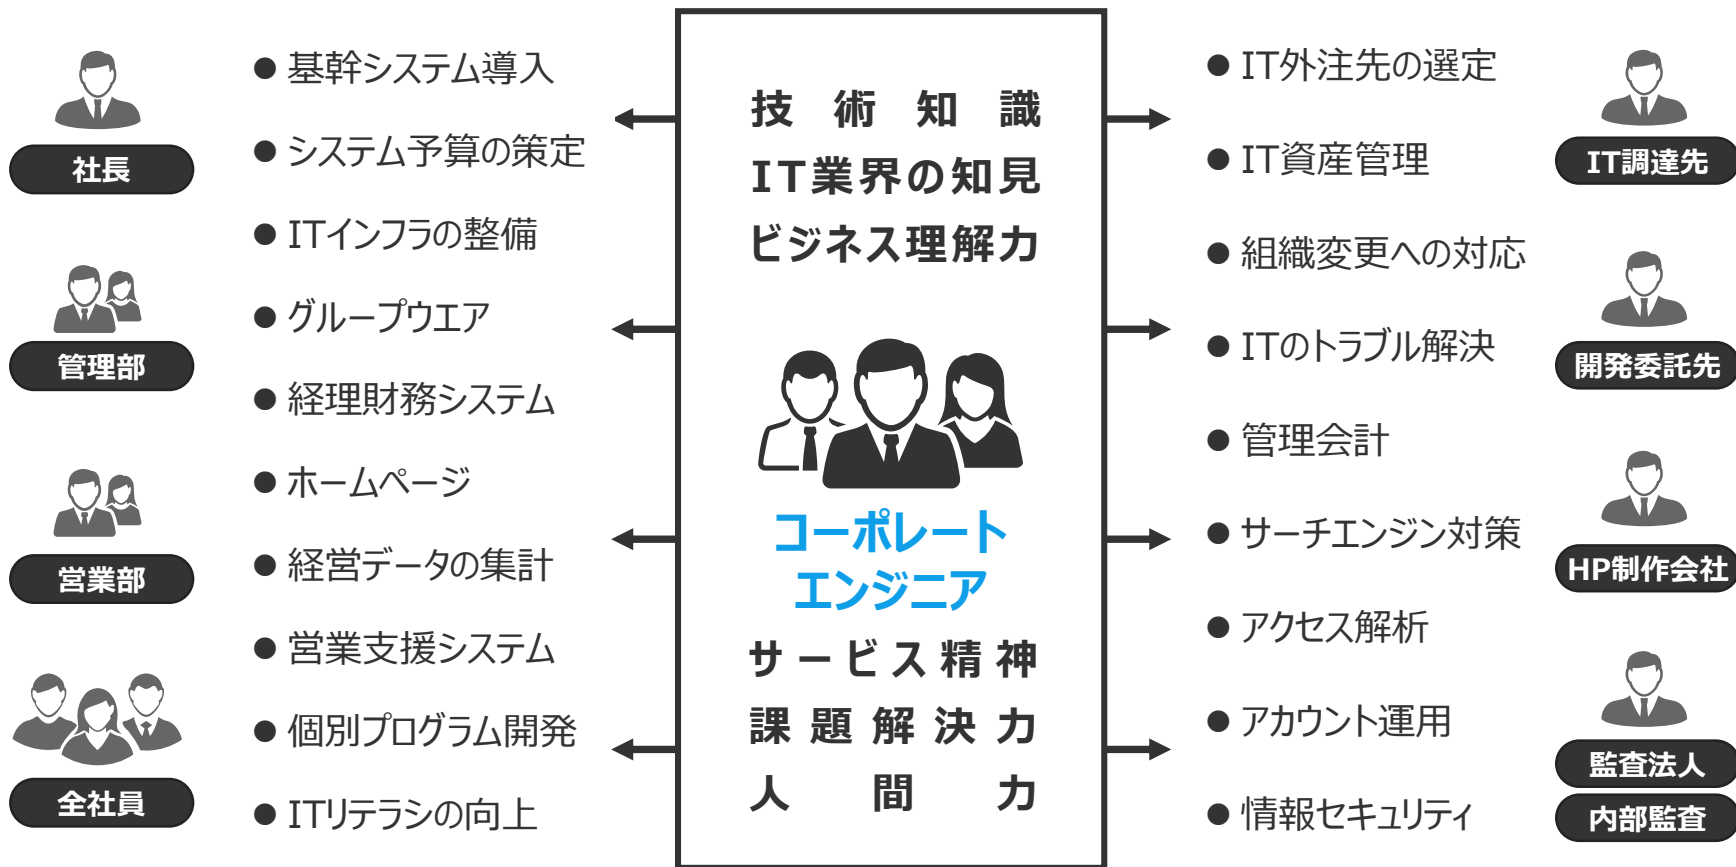 社長
管理部
営業部
全社員
● 基幹システム導入
● システム予算の策定
● ITインフラの整備
● グループウエア
● 経理財務システム
● ホームページ
● 経営データの集計
● 営業支援システム
● 個別プログラム開発
● ITリテラシの向上
技術知識
IT業界の知見
ビジネス理解力
コーポレート
エンジニア
サービス精神
課題解決力
人間力
● IT外注先の選定
● IT資産管理
● 組織変更への対応
● ITのトラブル解決
● 管理会計
● サーチエンジン対策
● アクセス解析
● アカウント運用
● 情報セキュリティ
IT調達先
開発委託先
HP制作会社
監査法人
内部監査